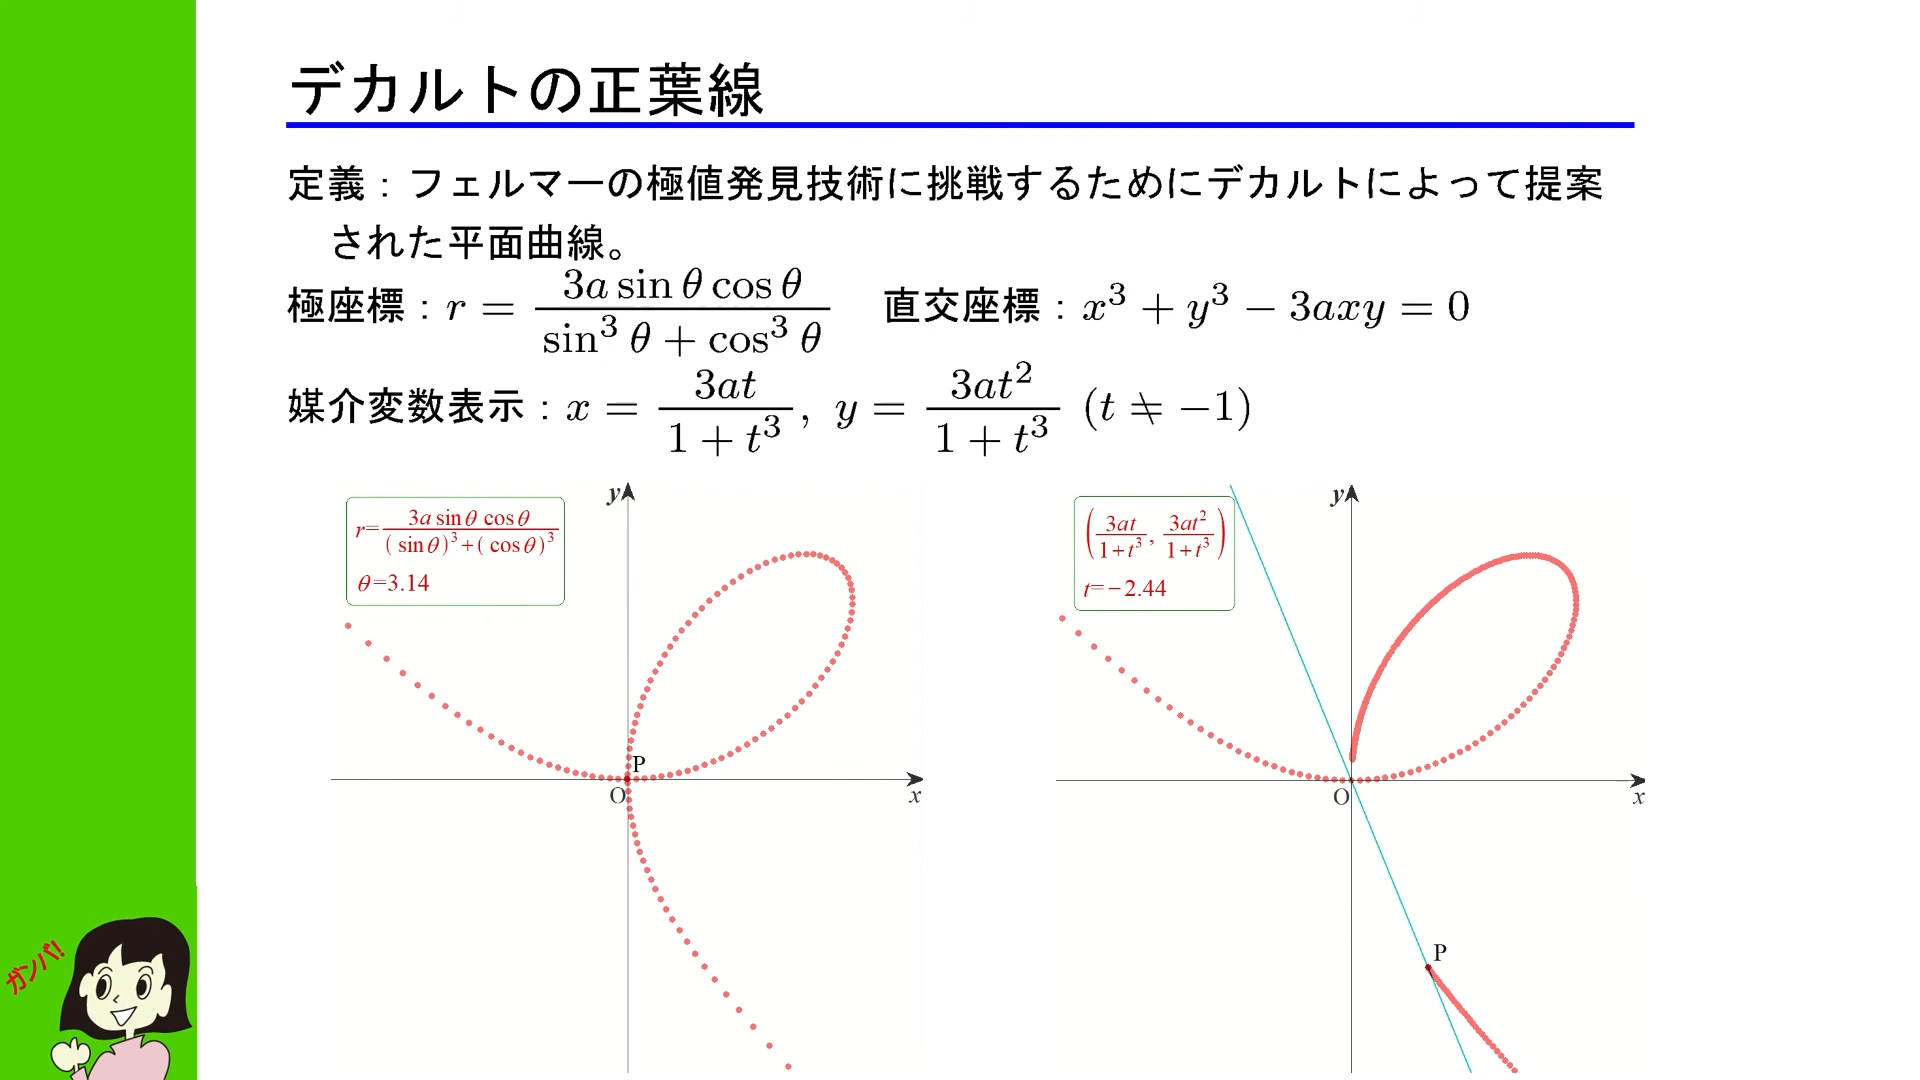 デカルトの正葉線
定義：フェルマーの極値発見技術に挑戦するためにデカルトによって提案
された平面曲線。
極座標：r = 3a sin θ cos θ / sin³ θ + cos³ θ 直交座標：x³ + y³ − 3axy = 0
媒介変数表示：x = 3at / 1 + t³, y = 3at² / 1 + t³ (t ≠ −1)
r= 3a sinθ cosθ / ( sinθ)³+( cosθ)³
θ=3.14
y
P
O
x
(3at / 1+t³, 3at² / 1+t³)
t=−2.44
y
O
x
P
ガンバ!